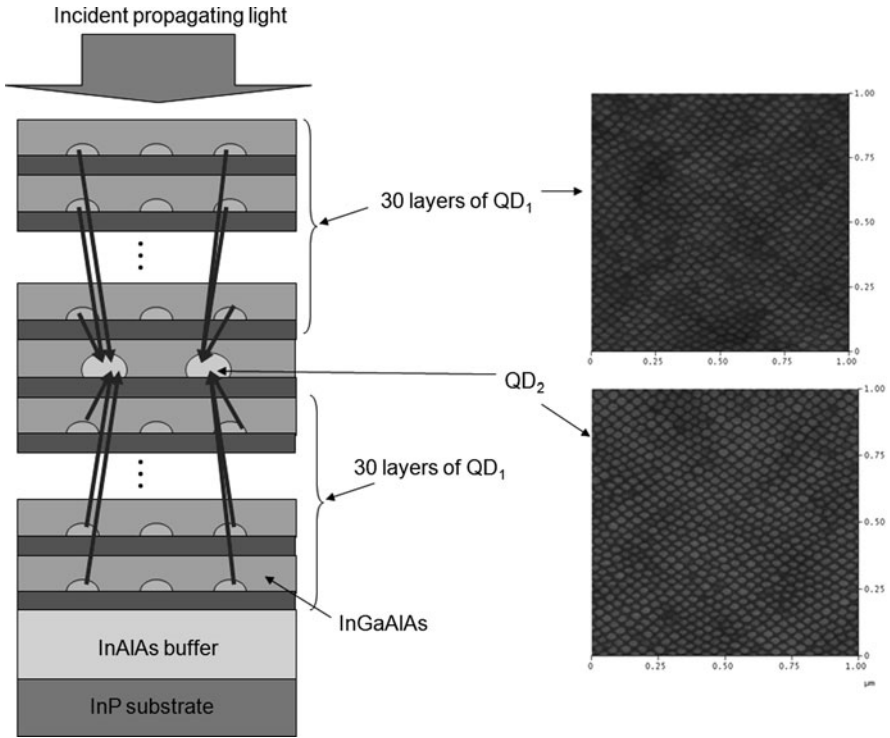 Incident propagating light
30 layers of QD₁
QD₂
30 layers of QD₁
InGaAlAs
InAlAs buffer
InP substrate
1.00
0.75
0.50
0.25
0
0 0.25 0.50 0.75 1.00
1.00
0.75
0.50
0.25
0
0 0.25 0.50 0.75 1.00
μm